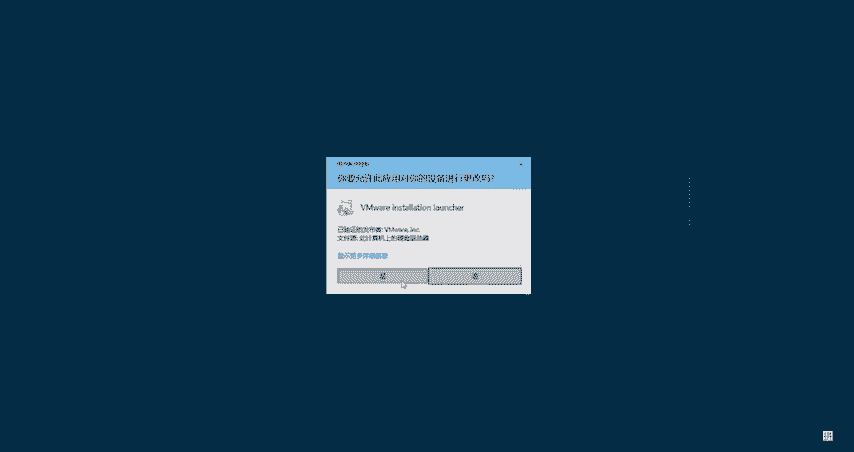 用户帐户控制
你要允许此应用对你的设备进行更改吗?
VMware installation launcher
已验证的发布者: VMware, Inc.
文件源: 此计算机上的硬盘驱动器
显示更多详细信息
是
否